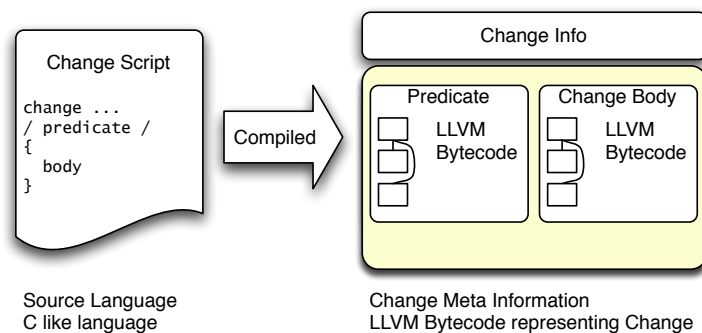 Change Script
change ...
/ predicate /
{
  body
}
Compiled
Change Info
Predicate
LLVM
Bytecode
Change Body
LLVM
Bytecode
Source Language
C like language
Change Meta Information
LLVM Bytecode representing Change